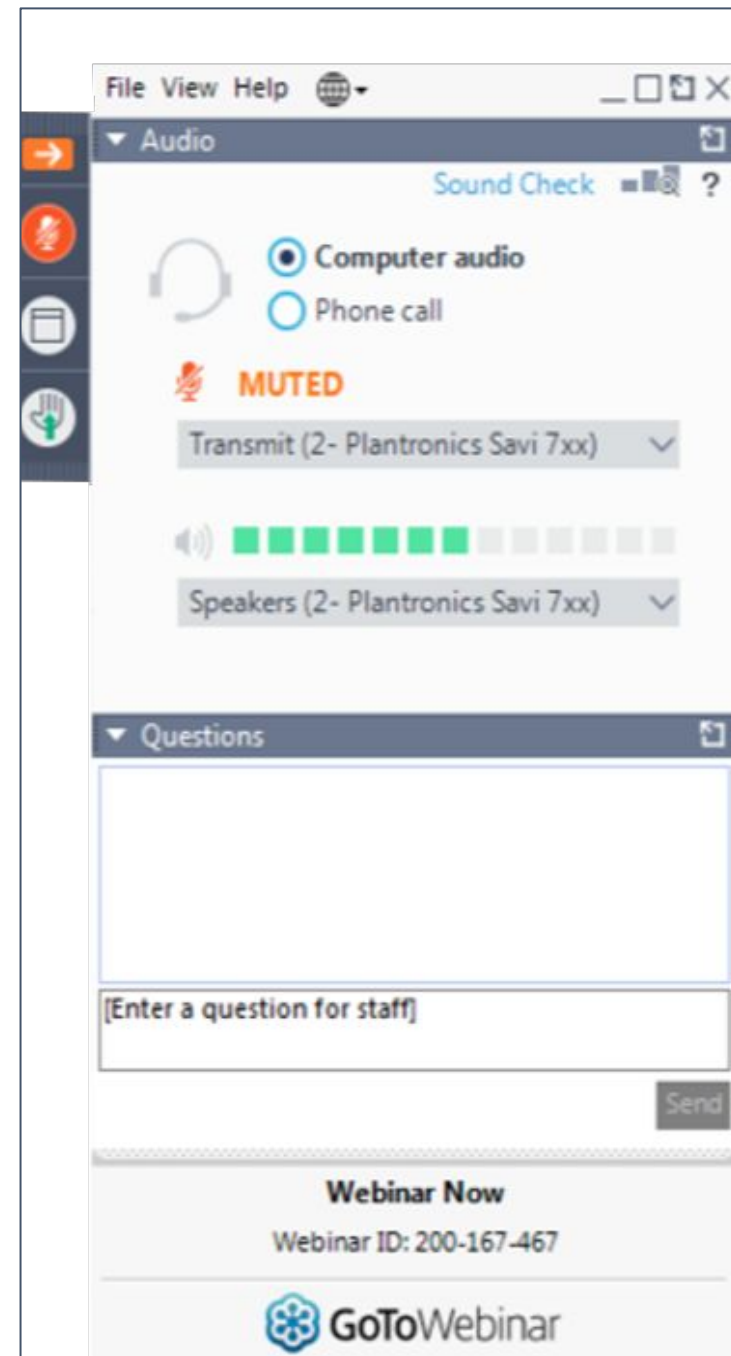 File View Help
Audio
Sound Check ?
Computer audio
Phone call
MUTED
Transmit (2- Plantronics Savi 7xx)
Speakers (2- Plantronics Savi 7xx)
Questions
[Enter a question for staff]
Send
Webinar Now
Webinar ID: 200-167-467
GoToWebinar